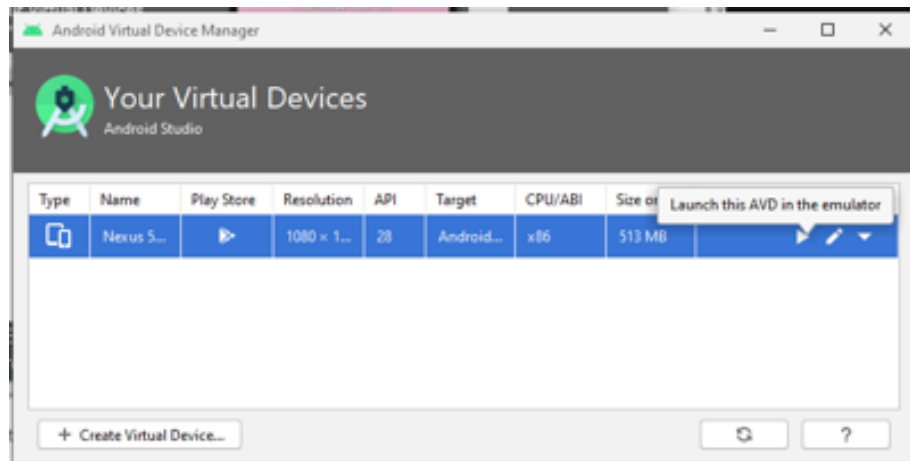 Android Virtual Device Manager
Your Virtual Devices
Android Studio
Type Name Play Store Resolution API Target CPU/ABI Size on
Launch this AVD in the emulator
Nexus 5... 1080 × 1... 28 Android... x86 513 MB
+ Create Virtual Device...
?